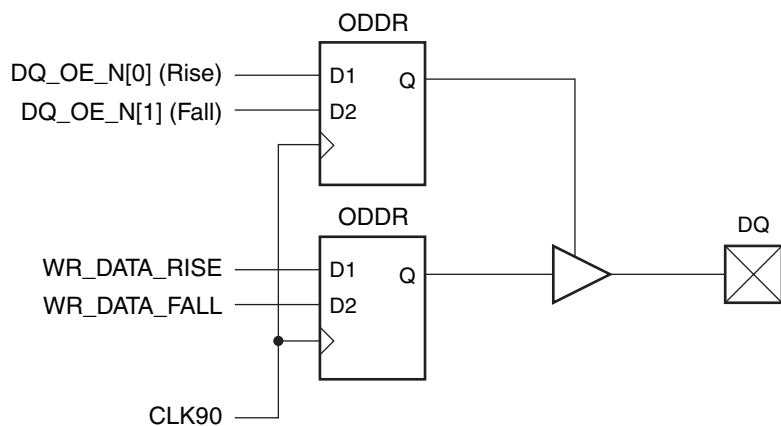 ODDR
DQ_OE_N[0] (Rise)
D1
Q
DQ_OE_N[1] (Fall)
D2
ODDR
DQ
WR_DATA_RISE
D1
Q
WR_DATA_FALL
D2
CLK90